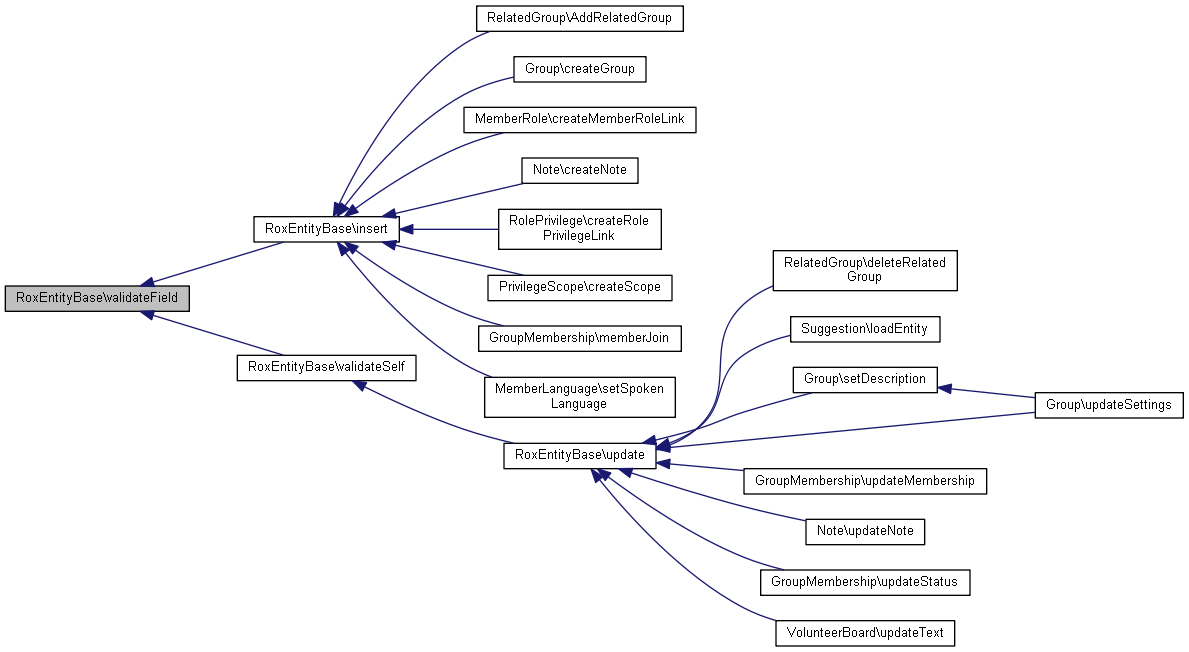 RelatedGroup\AddRelatedGroup
Group\createGroup
MemberRole\createMemberRoleLink
Note\createNote
RolePrivilege\createRole
PrivilegeLink
RoxEntityBase\insert
PrivilegeScope\createScope
GroupMembership\memberJoin
MemberLanguage\setSpoken
Language
RoxEntityBase\validateField
RoxEntityBase\validateSelf
RelatedGroup\deleteRelated
Group
Suggestion\loadEntity
Group\setDescription
Group\updateSettings
RoxEntityBase\update
GroupMembership\updateMembership
Note\updateNote
GroupMembership\updateStatus
VolunteerBoard\updateText